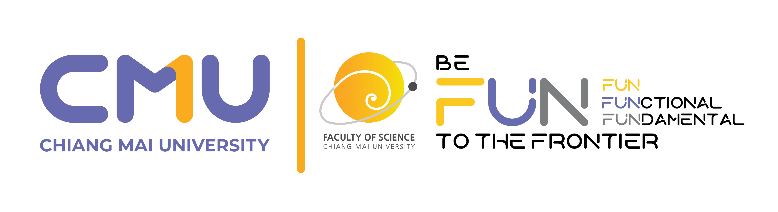 CMU
CHIANG MAI UNIVERSITY
FACULTY OF SCIENCE
CHIANG MAI UNIVERSITY
BE
FUN
TO THE FRONTIER
FUN
FUNCTIONAL
FUNDAMENTAL